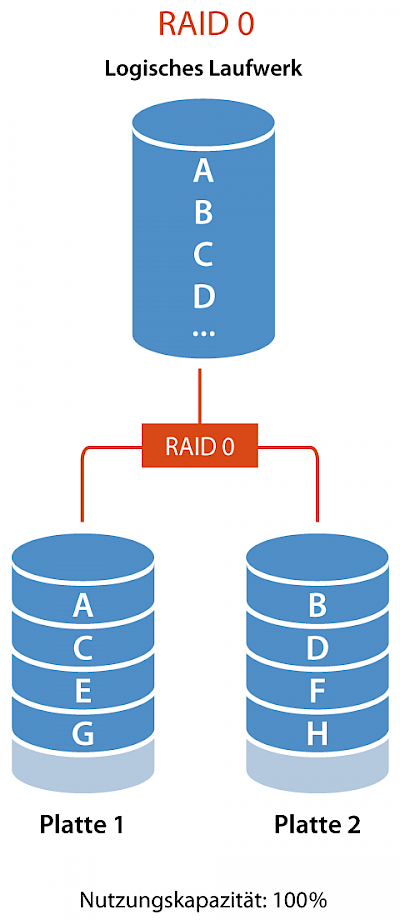 RAID 0
Logisches Laufwerk
A
B
C
D
...
RAID 0
A
C
E
G
Platte 1
B
D
F
H
Platte 2
Nutzungskapazität: 100%